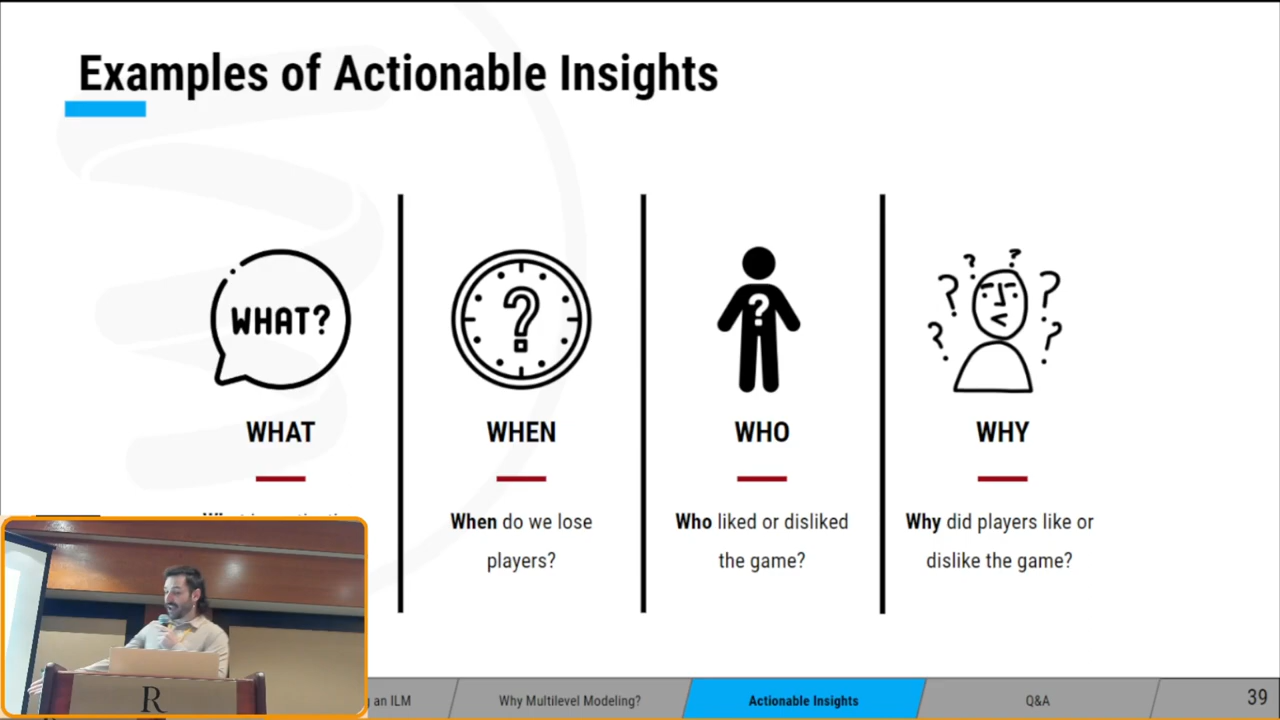 Examples of Actionable Insights
WHAT?
?
?
? ? ? ? ? ?
WHAT
WHEN
WHO
WHY
When do we lose
players?
Who liked or disliked
the game?
Why did players like or
dislike the game?
R
an ILM
Why Multilevel Modeling?
Actionable Insights
Q&A
39